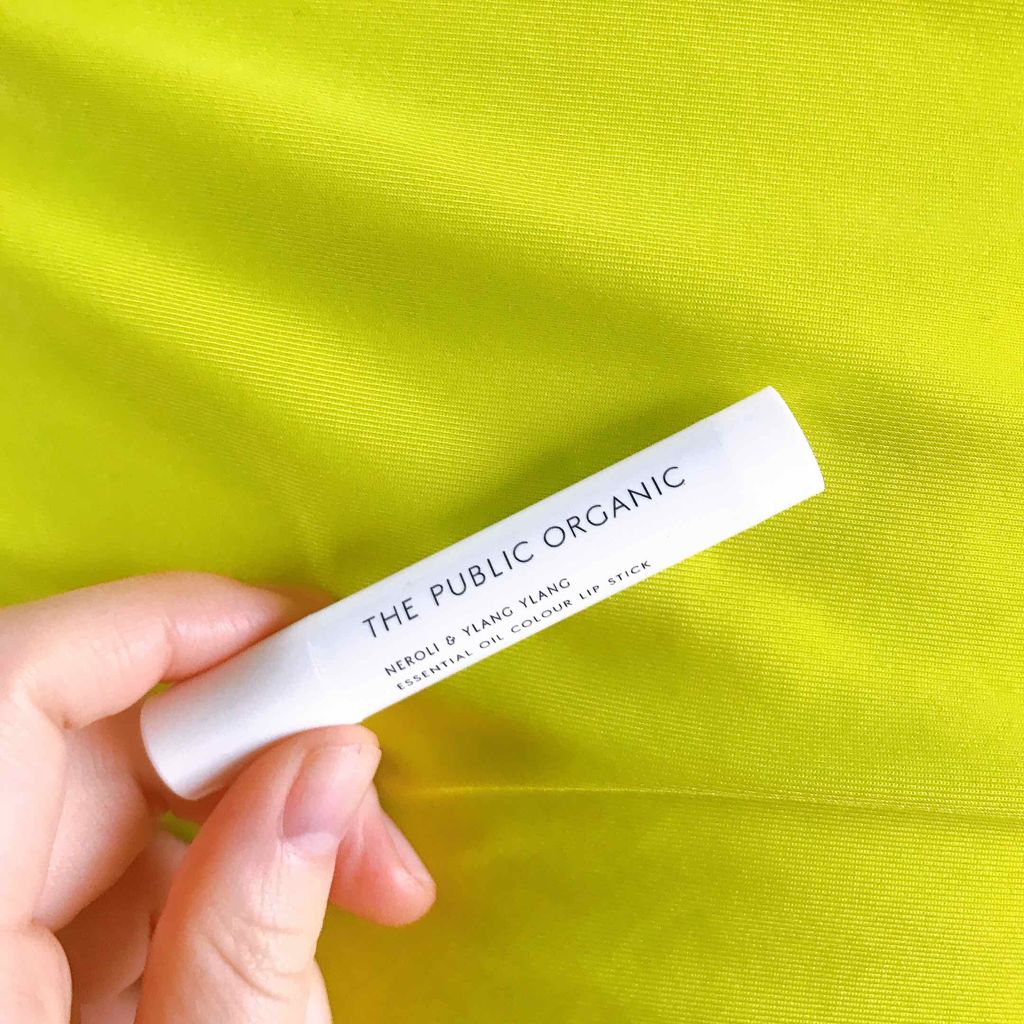 THE PUBLIC ORGANIC
NEROLI & YLANG YLANG
ESSENTIAL OIL COLOUR LIP STICK